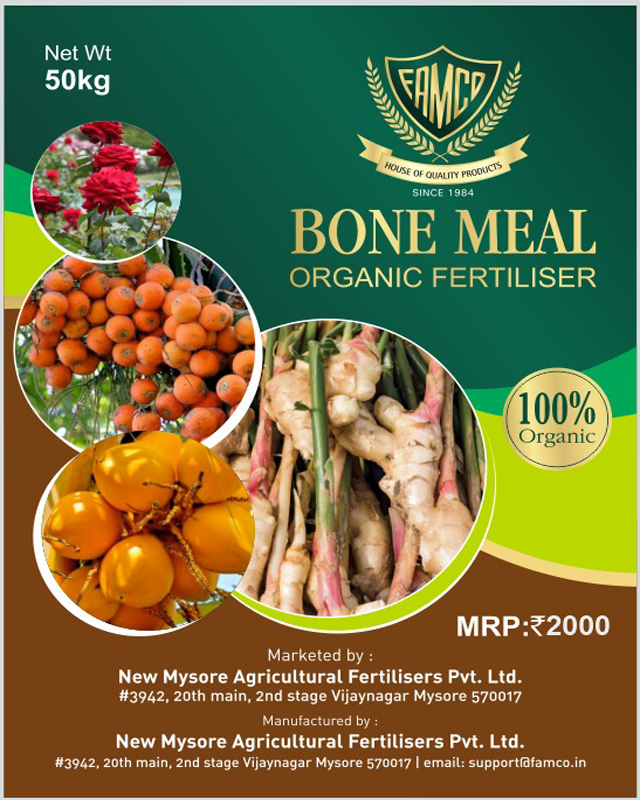 Net Wt
50kg
FAMCO
HOUSE OF QUALITY PRODUCTS
SINCE 1984
BONE MEAL
ORGANIC FERTILISER
100%
Organic
MRP:₹2000
Marketed by :
New Mysore Agricultural Fertilisers Pvt. Ltd.
#3942, 20th main, 2nd stage Vijaynagar Mysore 570017
Manufactured by :
New Mysore Agricultural Fertilisers Pvt. Ltd.
#3942, 20th main, 2nd stage Vijaynagar Mysore 570017 | email: support@famco.in